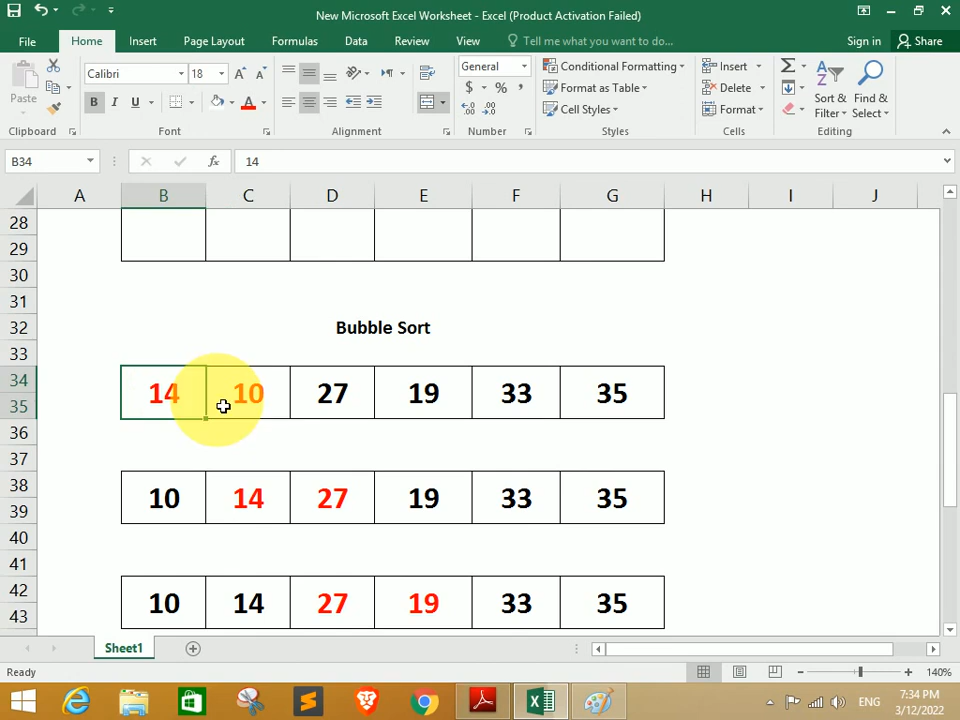 New Microsoft Excel Worksheet - Excel (Product Activation Failed)
File Home Insert Page Layout Formulas Data Review View Tell me what you want to do... Sign in Share
Paste
Calibri 18
B I U A
General
$ % ,
Conditional Formatting
Format as Table
Cell Styles
Insert
Delete
Format
Sort & Filter
Find & Select
Clipboard Font Alignment Number Styles Cells Editing
B34 fx 14
A B C D E F G H I J
28
29
30
31
32 Bubble Sort
33
34
14 10 27 19 33 35
35
36
37
38
10 14 27 19 33 35
39
40
41
42
10 14 27 19 33 35
43
Sheet1
Ready 140%
ENG 7:34 PM
3/12/2022